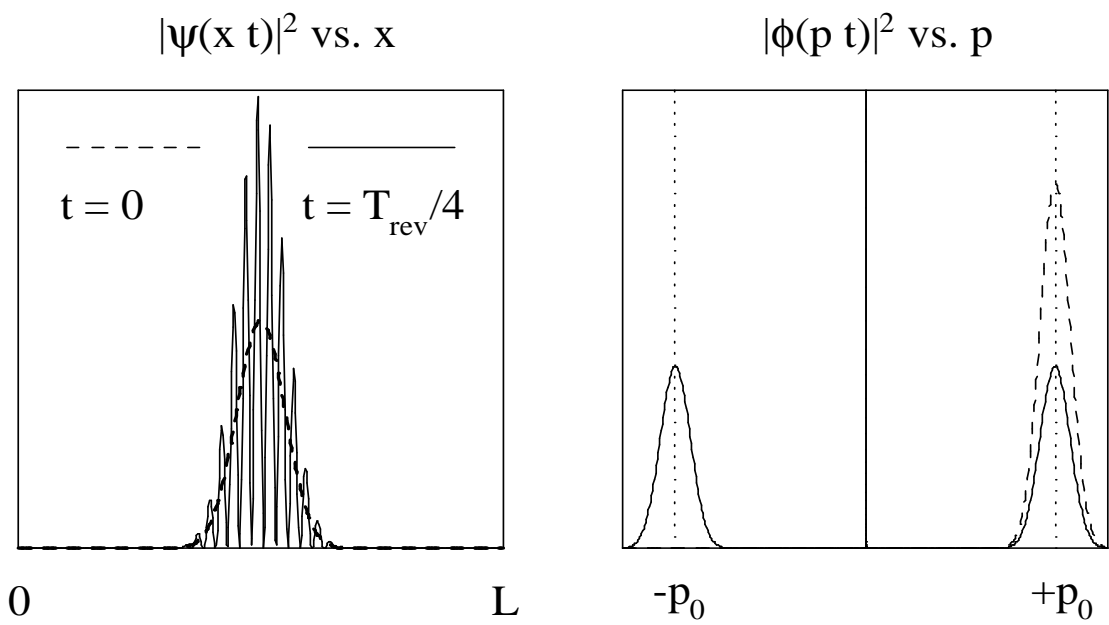 |ψ(x t)|² vs. x
|ϕ(p t)|² vs. p
t = 0
t = T_rev/4
0
L
-p₀
+p₀